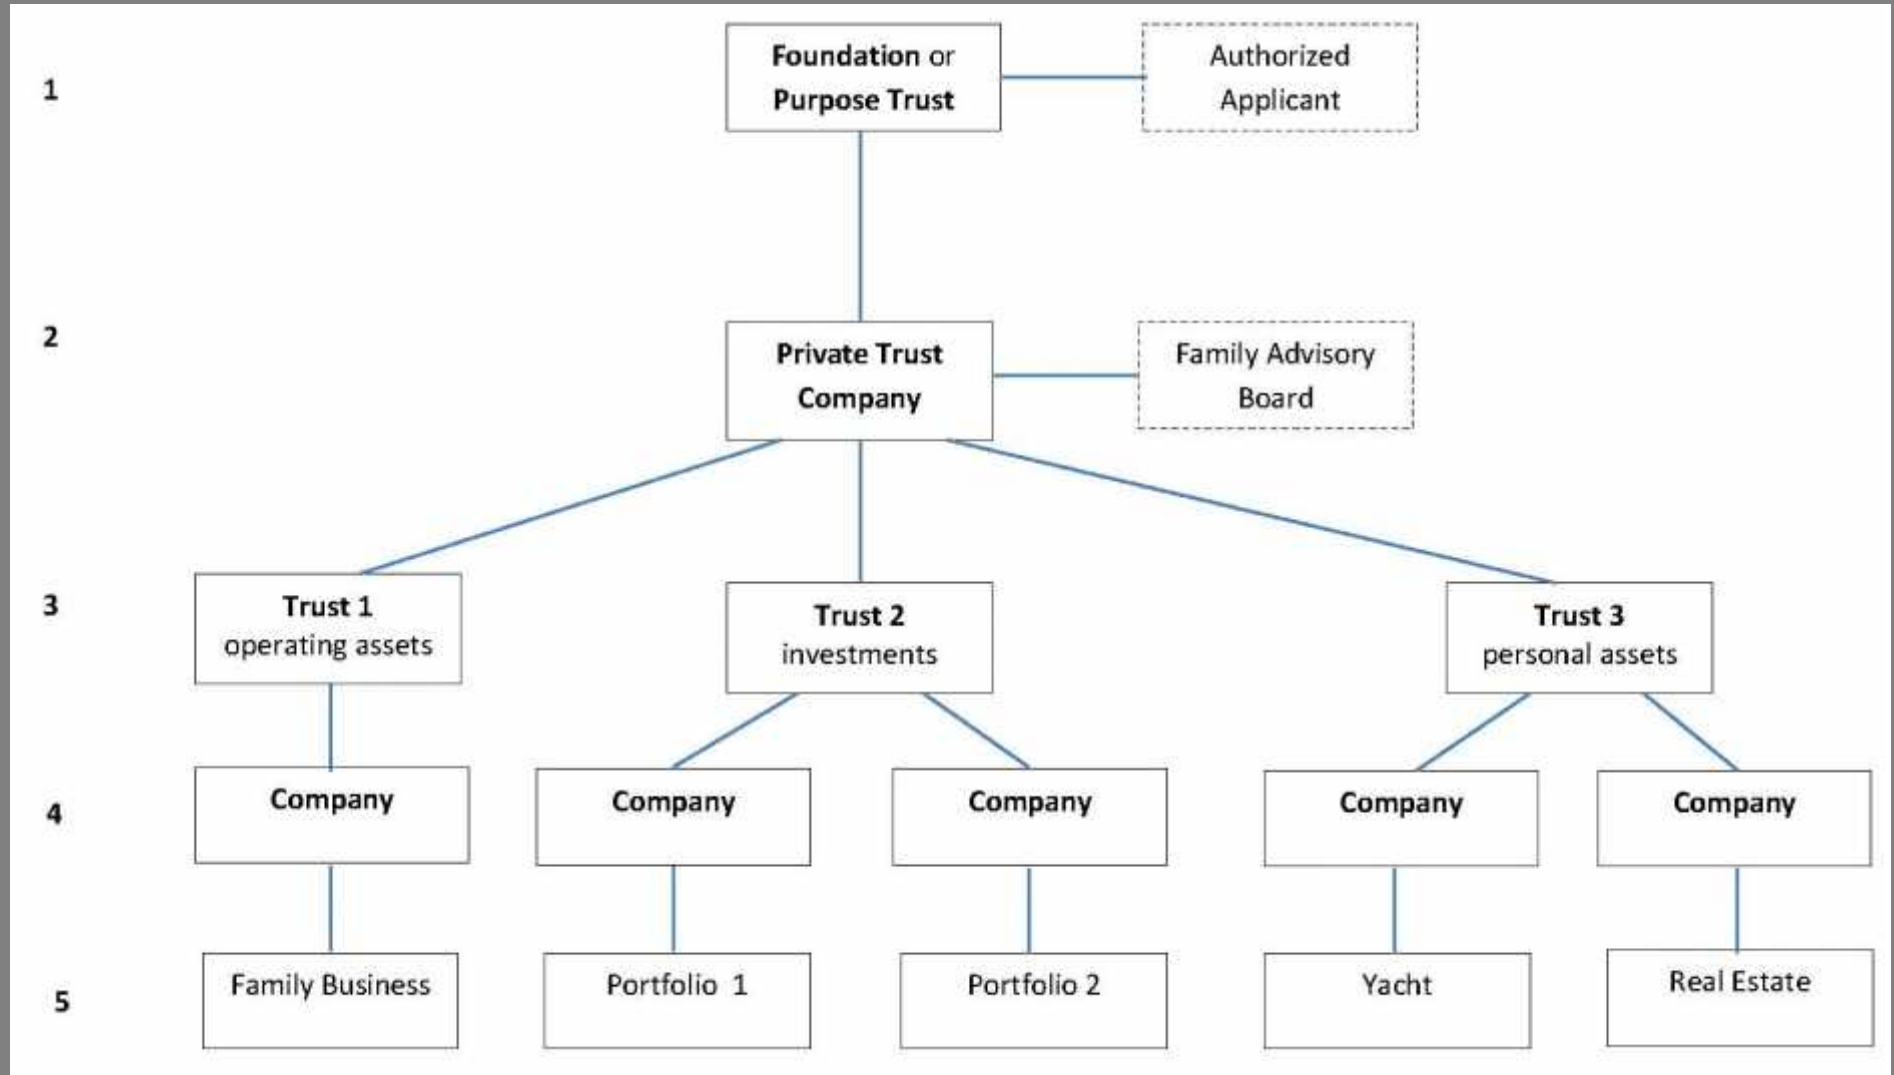 1
Foundation or
Purpose Trust
Authorized
Applicant
2
Private Trust
Company
Family Advisory
Board
3
Trust 1
operating assets
Trust 2
investments
Trust 3
personal assets
4
Company
Company
Company
Company
Company
5
Family Business
Portfolio 1
Portfolio 2
Yacht
Real Estate